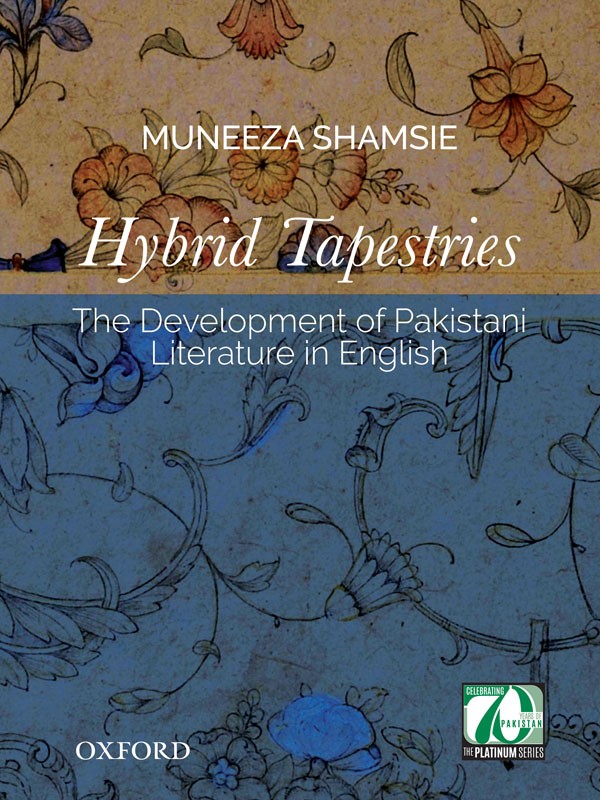 MUNEEZA SHAMSIE
Hybrid Tapestries
The Development of Pakistani
Literature in English
OXFORD
CELEBRATING
70
YEARS OF
PAKISTAN
THE PLATINUM SERIES